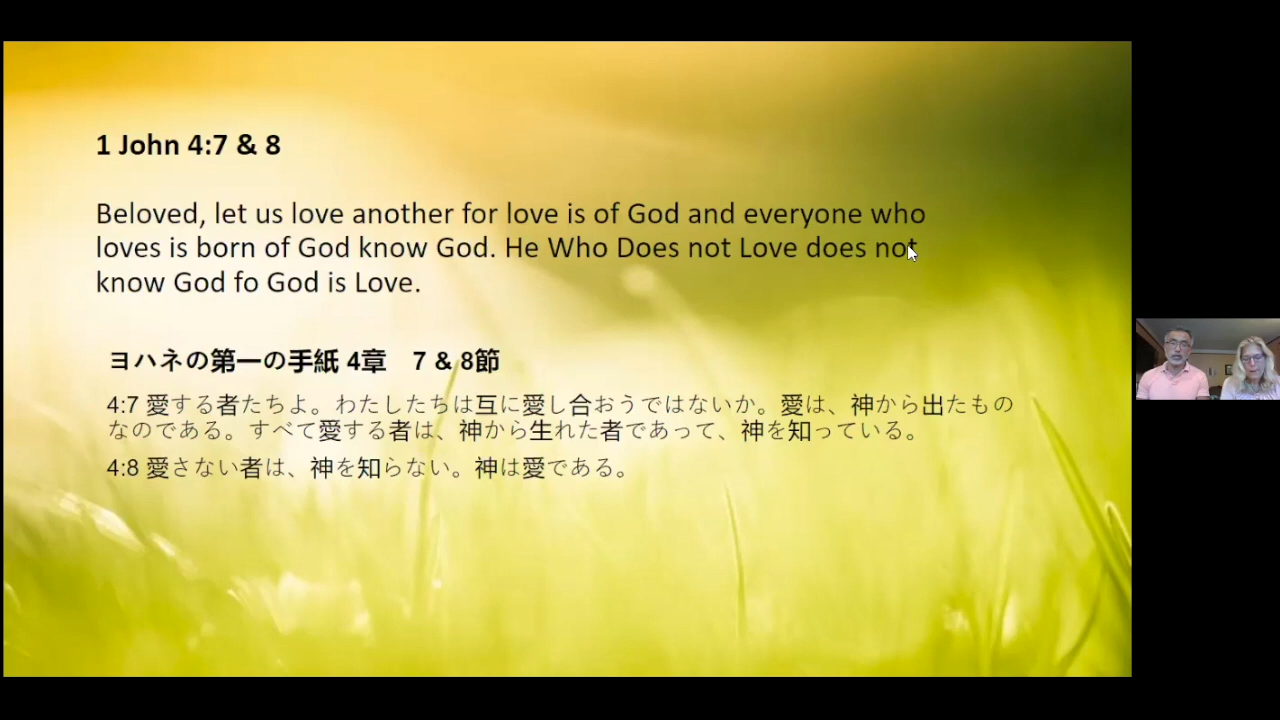 1 John 4:7 & 8
Beloved, let us love another for love is of God and everyone who
loves is born of God know God. He Who Does not Love does not
know God fo God is Love.
ヨハネの第一の手紙 4章　7 & 8節
4:7 愛する者たちよ。わたしたちは互に愛し合おうではないか。愛は、神から出たもの
なのである。すべて愛する者は、神から生れた者であって、神を知っている。
4:8 愛さない者は、神を知らない。神は愛である。